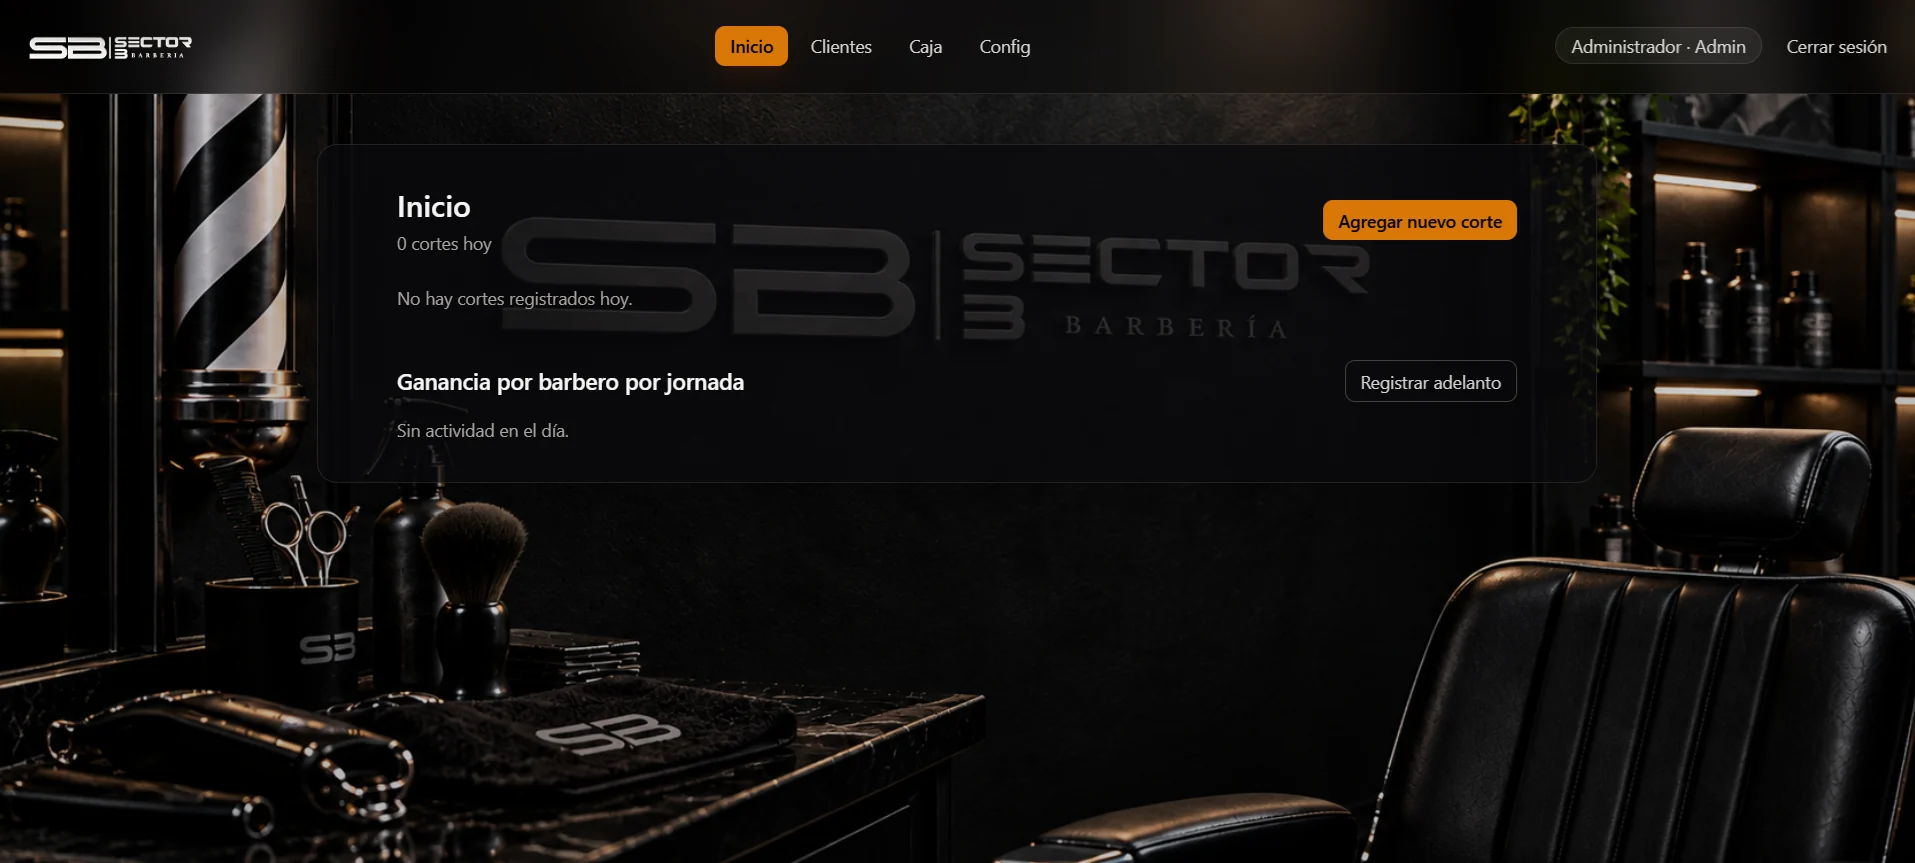 SB SECTOR
B BARBERIA
Inicio
Clientes
Caja
Config
Administrador · Admin
Cerrar sesión
Inicio
Agregar nuevo corte
0 cortes hoy
SB SECTOR
B BARBERÍA
No hay cortes registrados hoy.
Ganancia por barbero por jornada
Registrar adelanto
Sin actividad en el día.
SB
SB